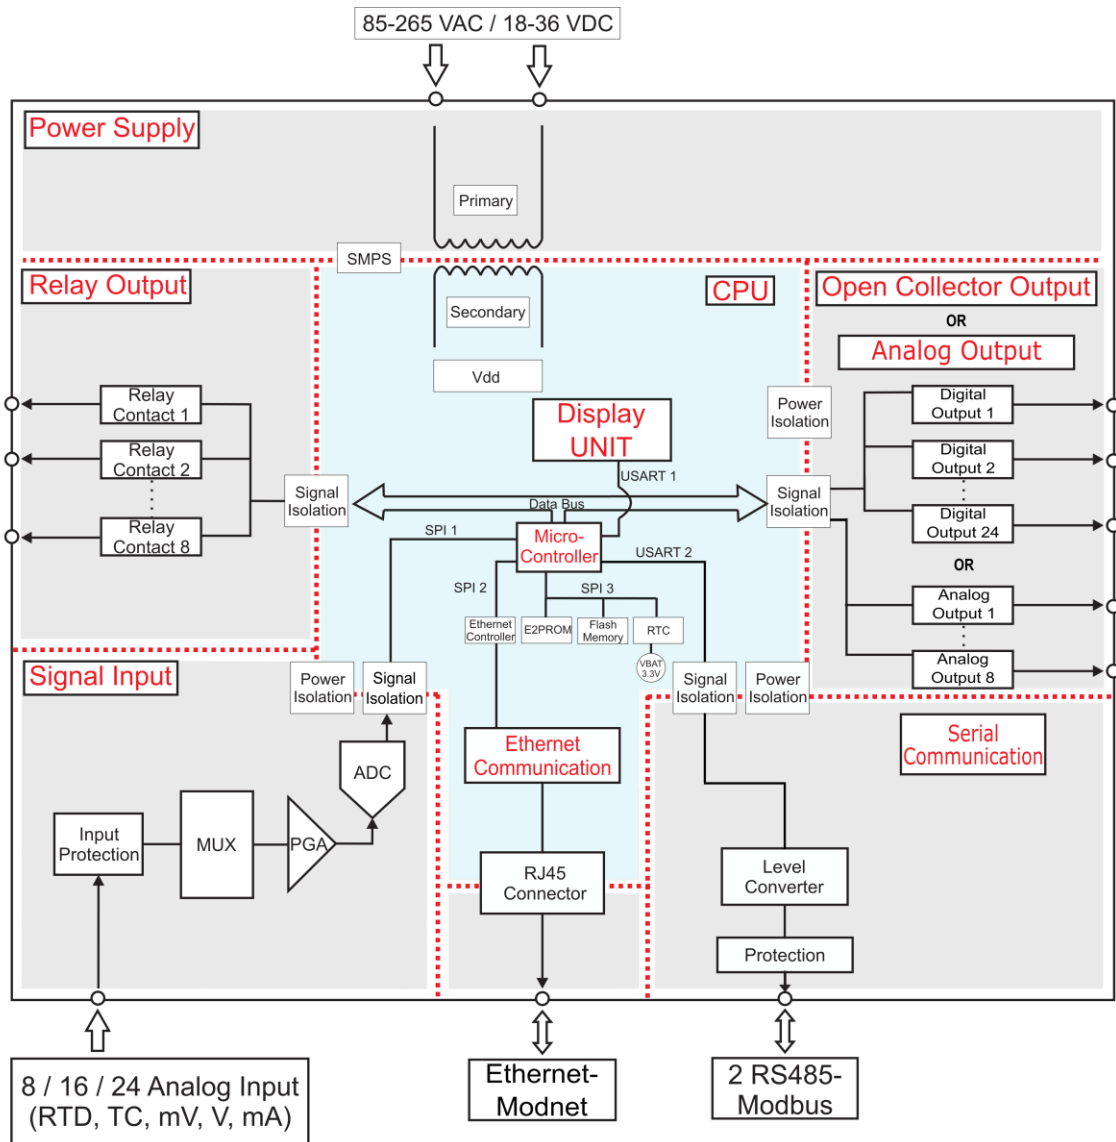 85-265 VAC / 18-36 VDC
Power Supply
Primary
SMPS
Relay Output
Secondary
CPU
Open Collector Output
OR
Analog Output
Vdd
Relay
Contact 1
Relay
Contact 2
Relay
Contact 8
Display
UNIT
Power
Isolation
Digital
Output 1
Digital
Output 2
Digital
Output 24
OR
Analog
Output 1
Analog
Output 8
USART 1
Signal
Isolation
Data Bus
Signal
Isolation
SPI 1
Micro-
Controller
USART 2
SPI 2
SPI 3
Ethernet
Controller
E2PROM
Flash
Memory
RTC
VBAT
3.3V
Signal Input
Power
Isolation
Signal
Isolation
Signal
Isolation
Power
Isolation
Ethernet
Communication
Serial
Communication
ADC
Input
Protection
MUX
PGA
RJ45
Connector
Level
Converter
Protection
8 / 16 / 24 Analog Input
(RTD, TC, mV, V, mA)
Ethernet-
Modnet
2 RS485-
Modbus